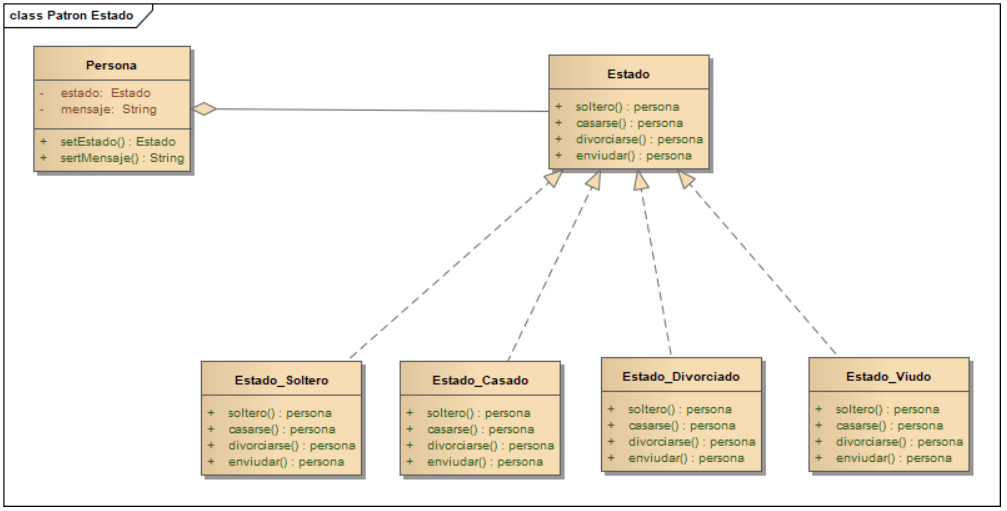 class Patron Estado
Persona
- estado: Estado
- mensaje: String
+ setEstado() : Estado
+ sertMensaje() : String
Estado
+ soltero() : persona
+ casarse() : persona
+ divorciarse() : persona
+ enviudar() : persona
Estado_Soltero
+ soltero() : persona
+ casarse() : persona
+ divorciarse() : persona
+ enviudar() : persona
Estado_Casado
+ soltero() : persona
+ casarse() : persona
+ divorciarse() : persona
+ enviudar() : persona
Estado_Divorciado
+ soltero() : persona
+ casarse() : persona
+ divorciarse() : persona
+ enviudar() : persona
Estado_Viudo
+ soltero() : persona
+ casarse() : persona
+ divorciarse() : persona
+ enviudar() : persona